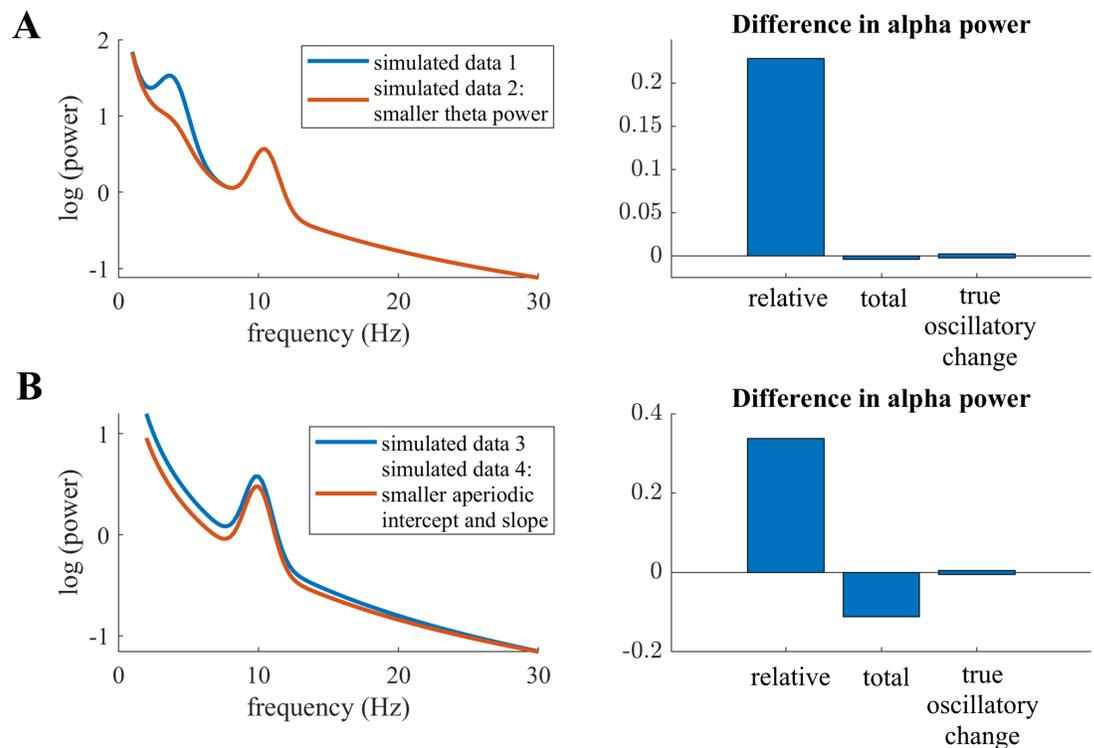 A
2
1
0
-1
log (power)
simulated data 1
simulated data 2:
smaller theta power
0
10
20
30
frequency (Hz)
Difference in alpha power
0.2
0.15
0.1
0.05
0
relative
total
true
oscillatory
change
B
1
0
-1
log (power)
simulated data 3
simulated data 4:
smaller aperiodic
intercept and slope
0
10
20
30
frequency (Hz)
Difference in alpha power
0.4
0.2
0
-0.2
relative
total
true
oscillatory
change